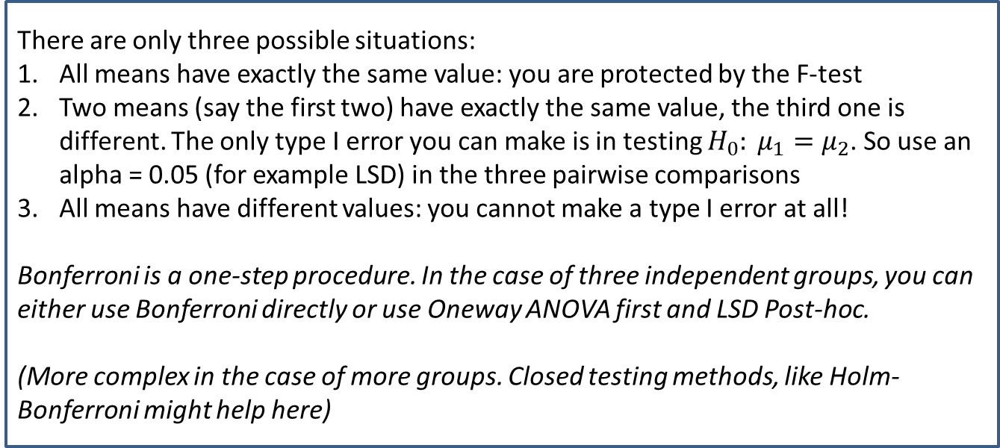 There are only three possible situations:
1. All means have exactly the same value: you are protected by the F-test
2. Two means (say the first two) have exactly the same value, the third one is
different. The only type I error you can make is in testing H₀: μ₁ = μ₂. So use an
alpha = 0.05 (for example LSD) in the three pairwise comparisons
3. All means have different values: you cannot make a type I error at all!
Bonferroni is a one-step procedure. In the case of three independent groups, you can
either use Bonferroni directly or use Oneway ANOVA first and LSD Post-hoc.
(More complex in the case of more groups. Closed testing methods, like Holm-
Bonferroni might help here)